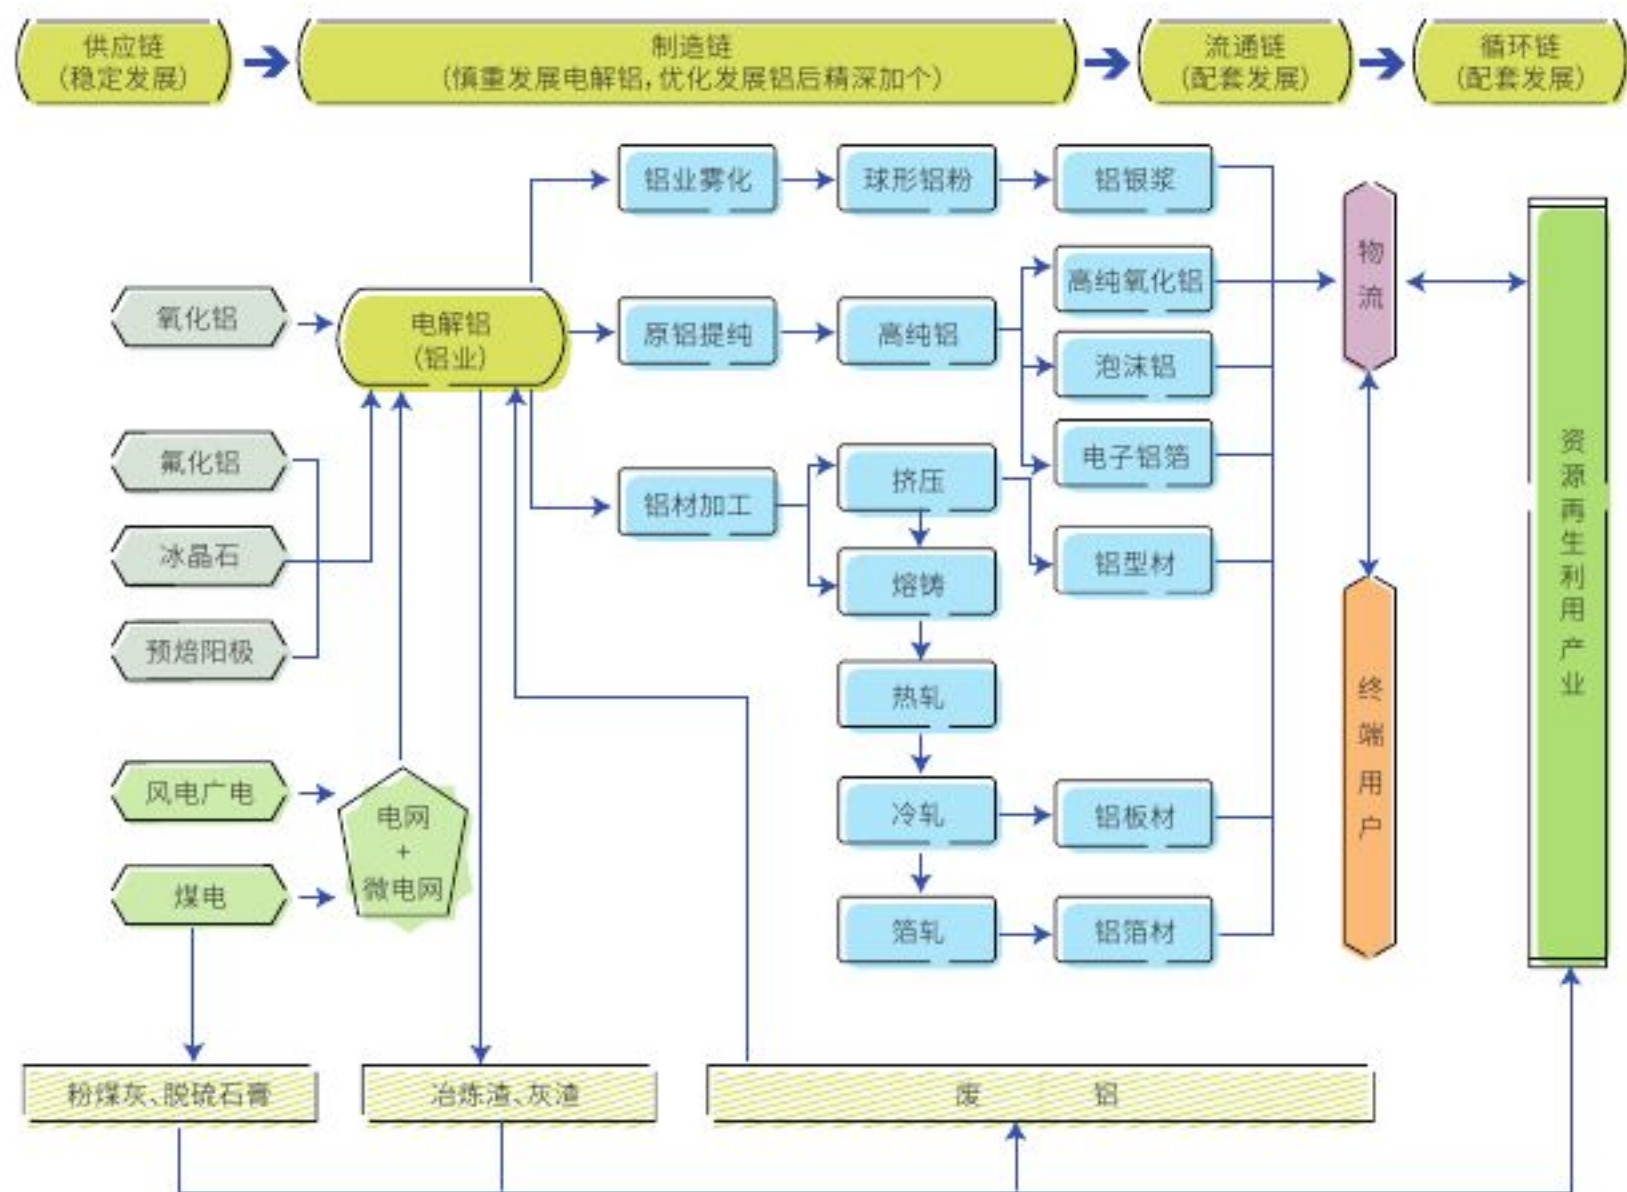 供应链
(稳定发展)
制造链
(慎重发展电解铝,优化发展铝后精深加个)
流通链
(配套发展)
循环链
(配套发展)
铝业雾化
球形铝粉
铝银浆
氧化铝
电解铝
(铝业)
原铝提纯
高纯铝
高纯氧化铝
泡沫铝
电子铝箔
物流
氟化铝
冰晶石
预焙阳极
铝材加工
挤压
熔铸
铝型材
热轧
冷轧
铝板材
箔轧
铝箔材
终端用户
资源再生利用产业
风电广电
煤电
电网
+
微电网
粉煤灰、脱硫石膏
冶炼渣、灰渣
废 铝